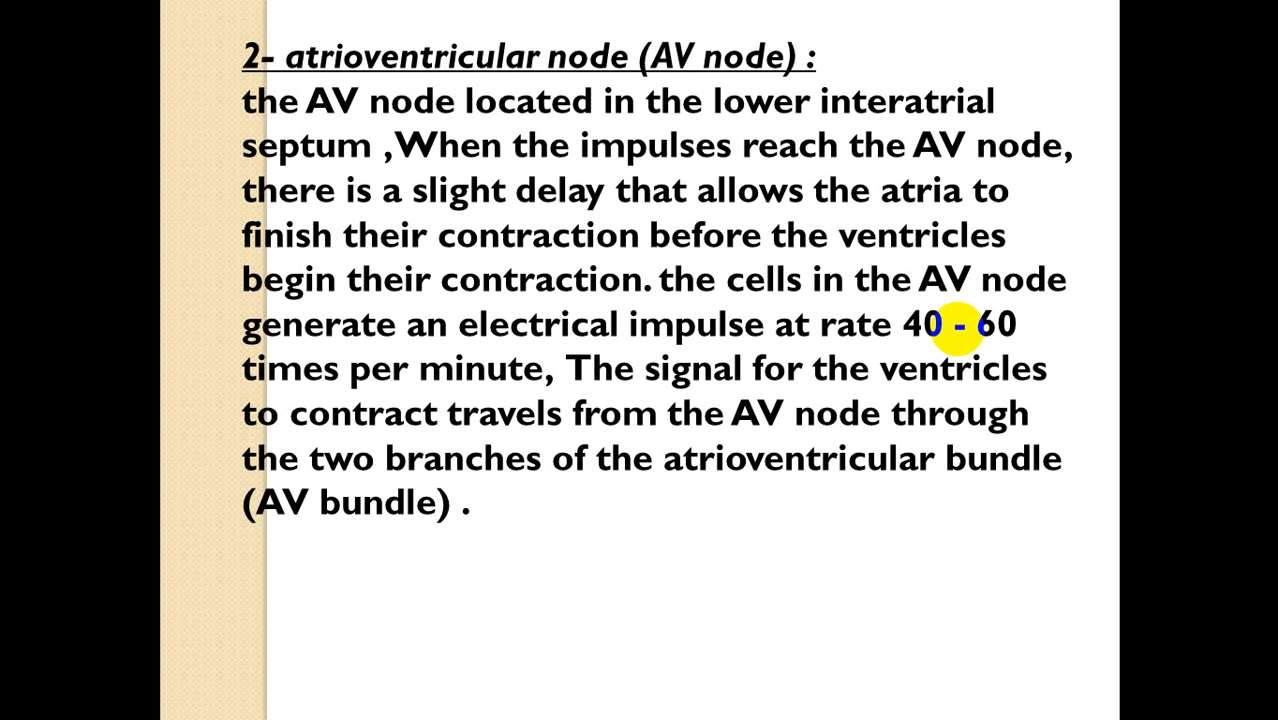 2- atrioventricular node (AV node) :
the AV node located in the lower interatrial
septum , When the impulses reach the AV node,
there is a slight delay that allows the atria to
finish their contraction before the ventricles
begin their contraction. the cells in the AV node
generate an electrical impulse at rate 40 - 60
times per minute, The signal for the ventricles
to contract travels from the AV node through
the two branches of the atrioventricular bundle
(AV bundle) .